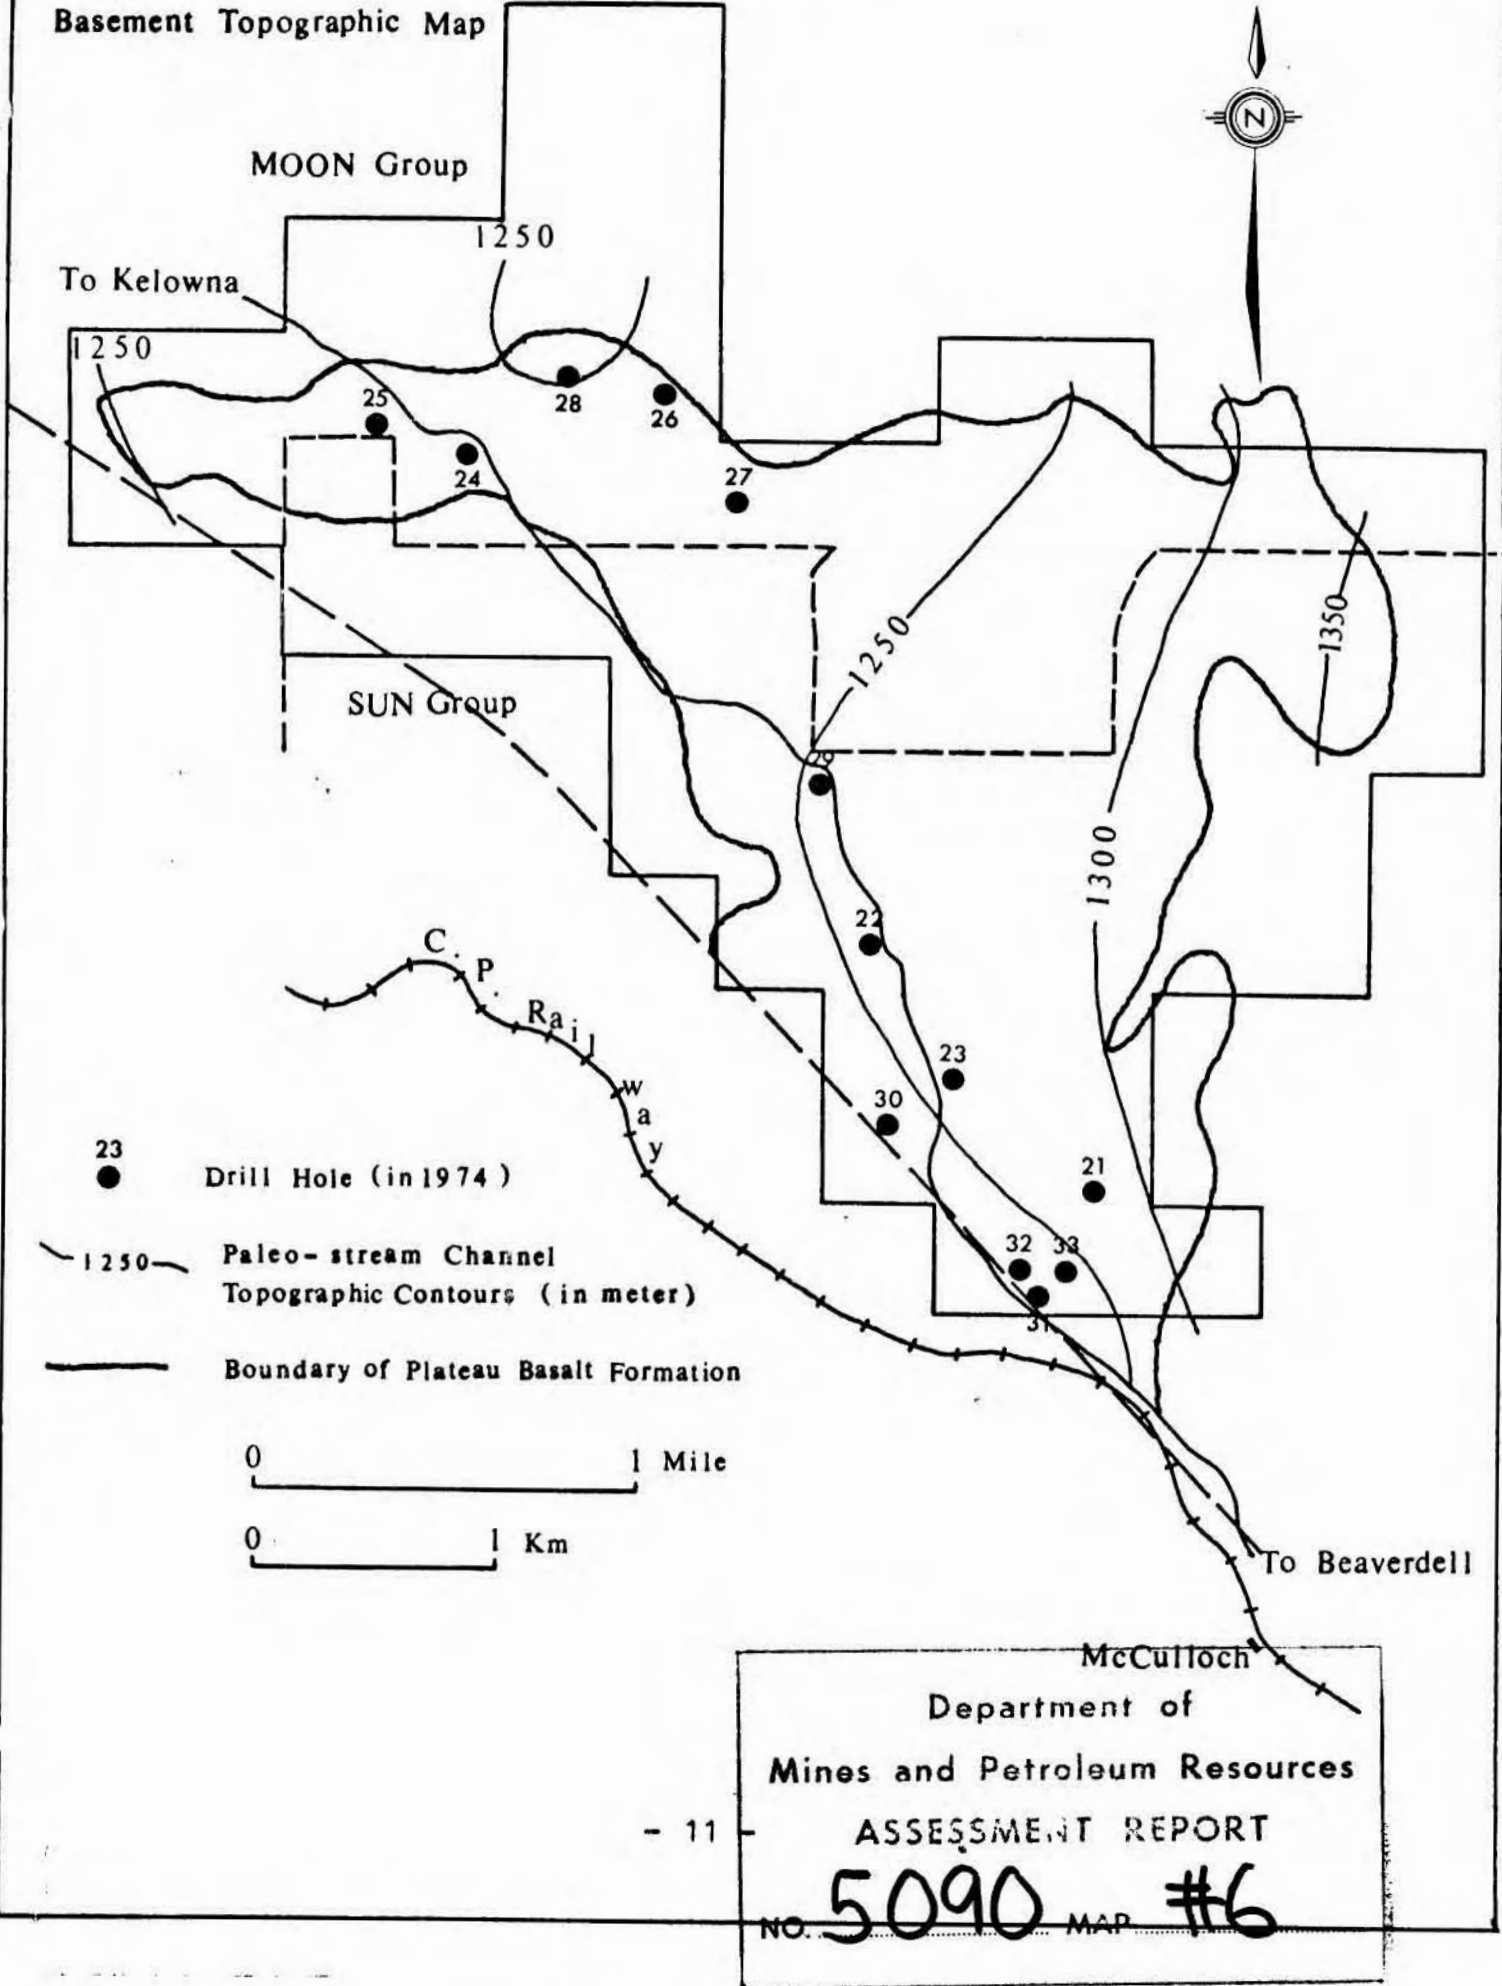 Basement Topographic Map
N
MOON Group
1250
To Kelowna
1250
25
28
26
24
27
1250
1350
SUN Group
29
1300
22
C. P. Railway
23
30
23
Drill Hole (in 1974)
21
32
33
1250
Paleo-stream Channel
Topographic Contours (in meter)
31
Boundary of Plateau Basalt Formation
0 1 Mile
0 1 Km
To Beaverdell
McCulloch
Department of
Mines and Petroleum Resources
- 11 -
ASSESSMENT REPORT
NO. 5090 MAP #6